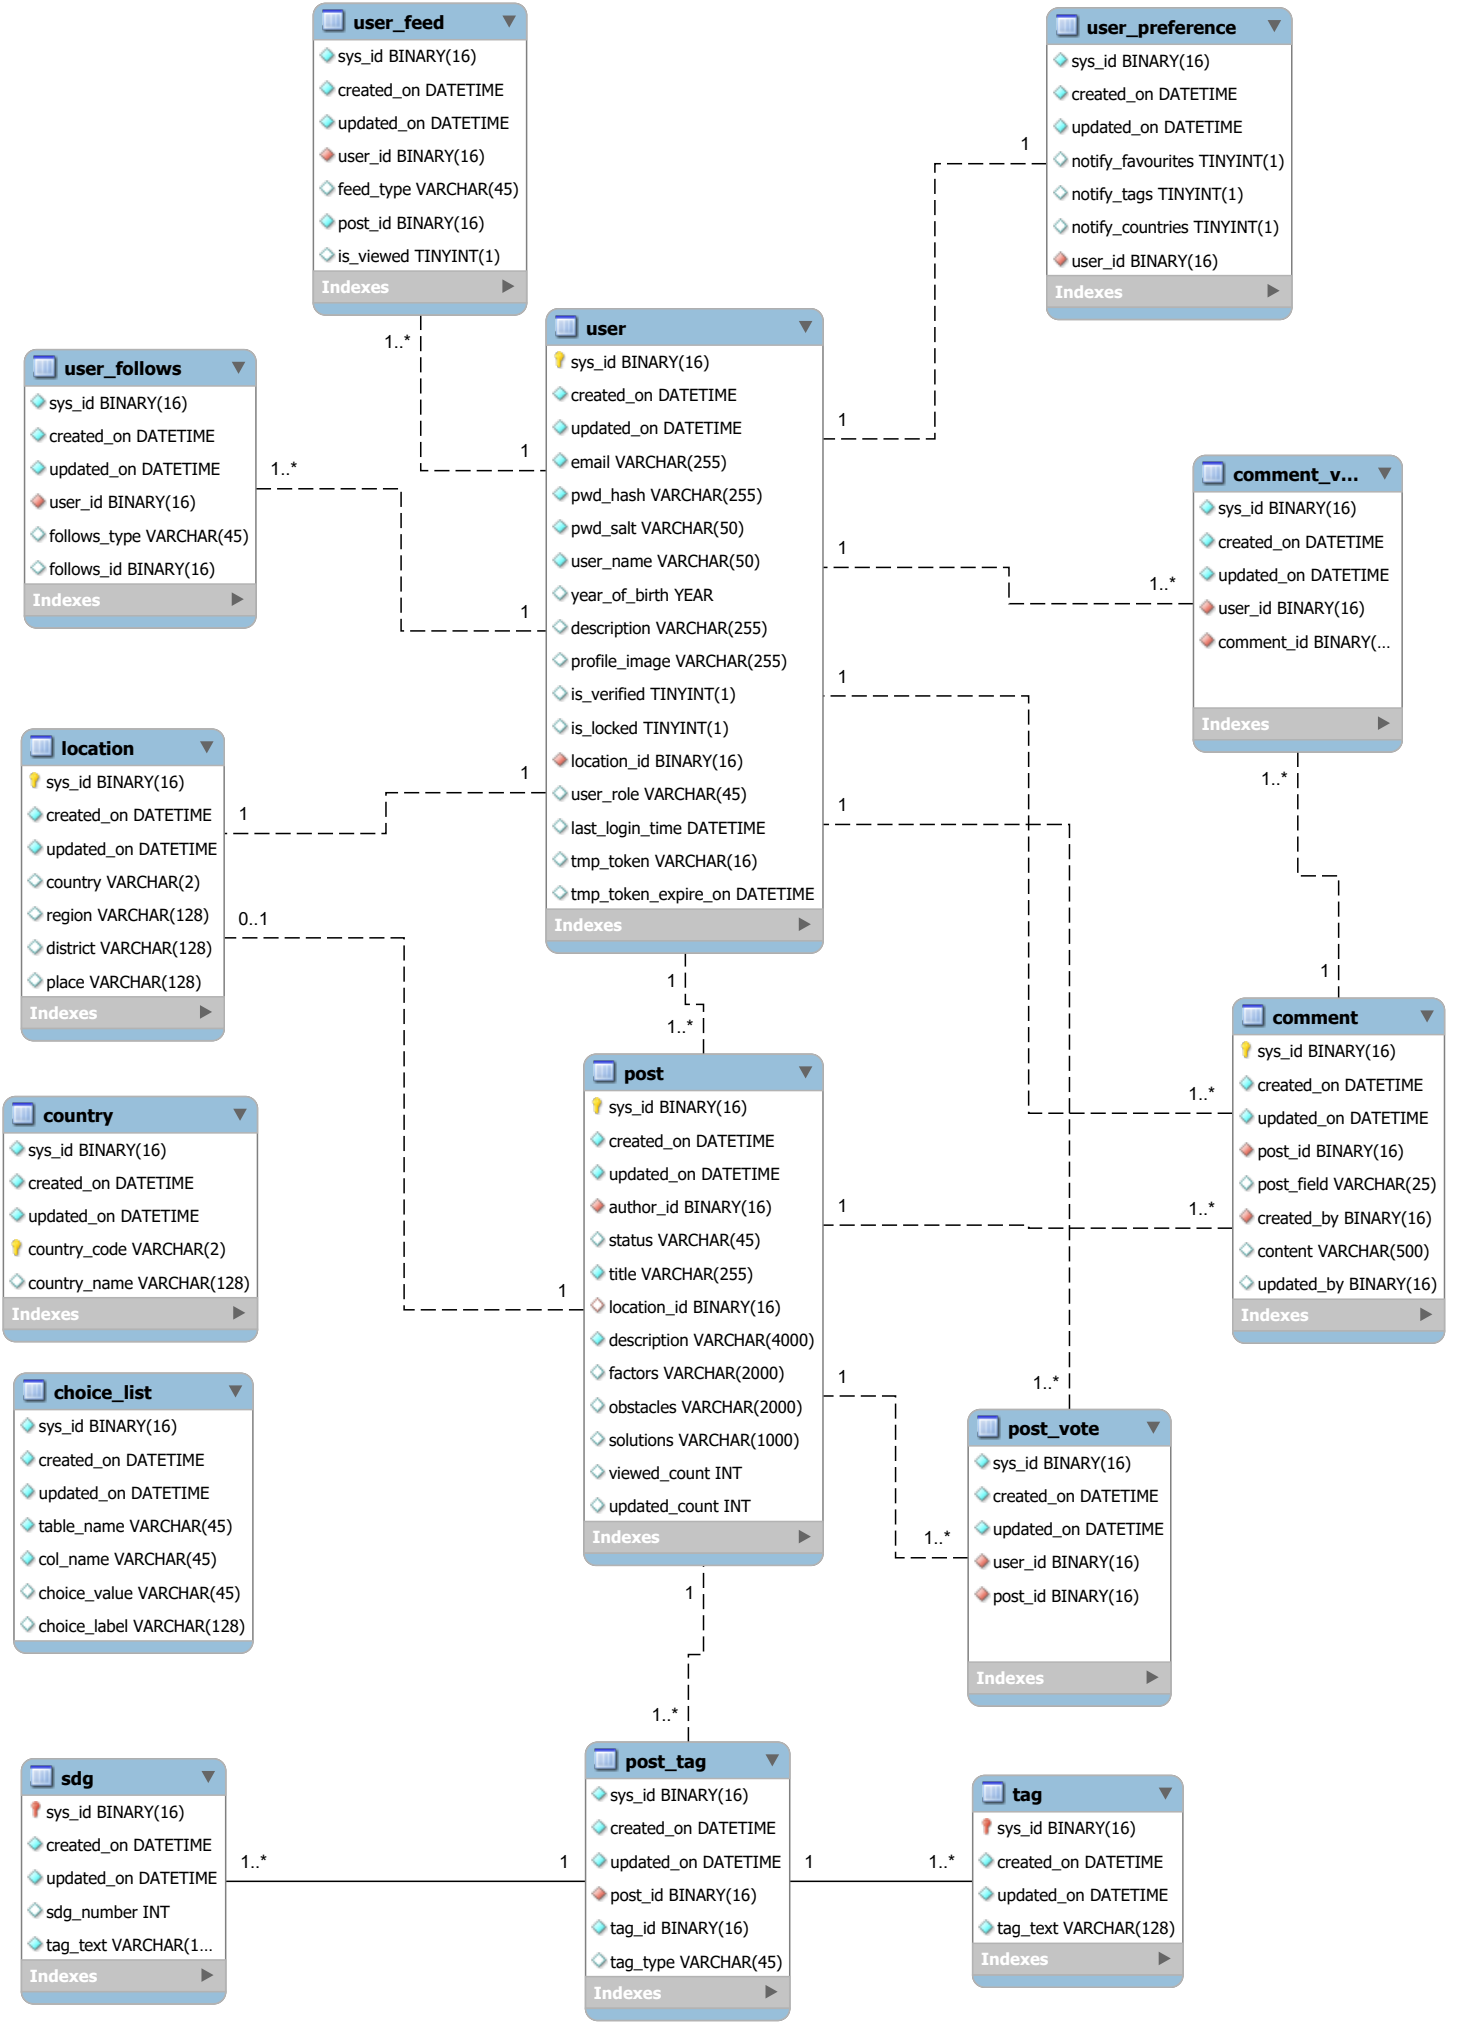 user_feed
sys_id BINARY(16)
created_on DATETIME
updated_on DATETIME
user_id BINARY(16)
feed_type VARCHAR(45)
post_id BINARY(16)
is_viewed TINYINT(1)
Indexes
user_preference
sys_id BINARY(16)
created_on DATETIME
updated_on DATETIME
notify_favourites TINYINT(1)
notify_tags TINYINT(1)
notify_countries TINYINT(1)
user_id BINARY(16)
Indexes
1
1
1..*
1
user_follows
sys_id BINARY(16)
created_on DATETIME
updated_on DATETIME
user_id BINARY(16)
follows_type VARCHAR(45)
follows_id BINARY(16)
Indexes
1..*
1
user
sys_id BINARY(16)
created_on DATETIME
updated_on DATETIME
email VARCHAR(255)
pwd_hash VARCHAR(255)
pwd_salt VARCHAR(50)
user_name VARCHAR(50)
year_of_birth YEAR
description VARCHAR(255)
profile_image VARCHAR(255)
is_verified TINYINT(1)
is_locked TINYINT(1)
location_id BINARY(16)
user_role VARCHAR(45)
last_login_time DATETIME
tmp_token VARCHAR(16)
tmp_token_expire_on DATETIME
Indexes
comment_v...
sys_id BINARY(16)
created_on DATETIME
updated_on DATETIME
user_id BINARY(16)
comment_id BINARY(...
Indexes
1
1..*
1
1
1..*
1
location
sys_id BINARY(16)
created_on DATETIME
updated_on DATETIME
country VARCHAR(2)
region VARCHAR(128)
district VARCHAR(128)
place VARCHAR(128)
Indexes
1
1
0..1
1
1..*
comment
sys_id BINARY(16)
created_on DATETIME
updated_on DATETIME
post_id BINARY(16)
post_field VARCHAR(25)
created_by BINARY(16)
content VARCHAR(500)
updated_by BINARY(16)
Indexes
1..*
1
1..*
post
sys_id BINARY(16)
created_on DATETIME
updated_on DATETIME
author_id BINARY(16)
status VARCHAR(45)
title VARCHAR(255)
location_id BINARY(16)
description VARCHAR(4000)
factors VARCHAR(2000)
obstacles VARCHAR(2000)
solutions VARCHAR(1000)
viewed_count INT
updated_count INT
Indexes
country
sys_id BINARY(16)
created_on DATETIME
updated_on DATETIME
country_code VARCHAR(2)
country_name VARCHAR(128)
Indexes
1
1
1..*
1..*
choice_list
sys_id BINARY(16)
created_on DATETIME
updated_on DATETIME
table_name VARCHAR(45)
col_name VARCHAR(45)
choice_value VARCHAR(45)
choice_label VARCHAR(128)
post_vote
sys_id BINARY(16)
created_on DATETIME
updated_on DATETIME
user_id BINARY(16)
post_id BINARY(16)
Indexes
1
1..*
sdg
sys_id BINARY(16)
created_on DATETIME
updated_on DATETIME
sdg_number INT
tag_text VARCHAR(1...
Indexes
1..*
1
post_tag
sys_id BINARY(16)
created_on DATETIME
updated_on DATETIME
post_id BINARY(16)
tag_id BINARY(16)
tag_type VARCHAR(45)
Indexes
1
1..*
tag
sys_id BINARY(16)
created_on DATETIME
updated_on DATETIME
tag_text VARCHAR(128)
Indexes